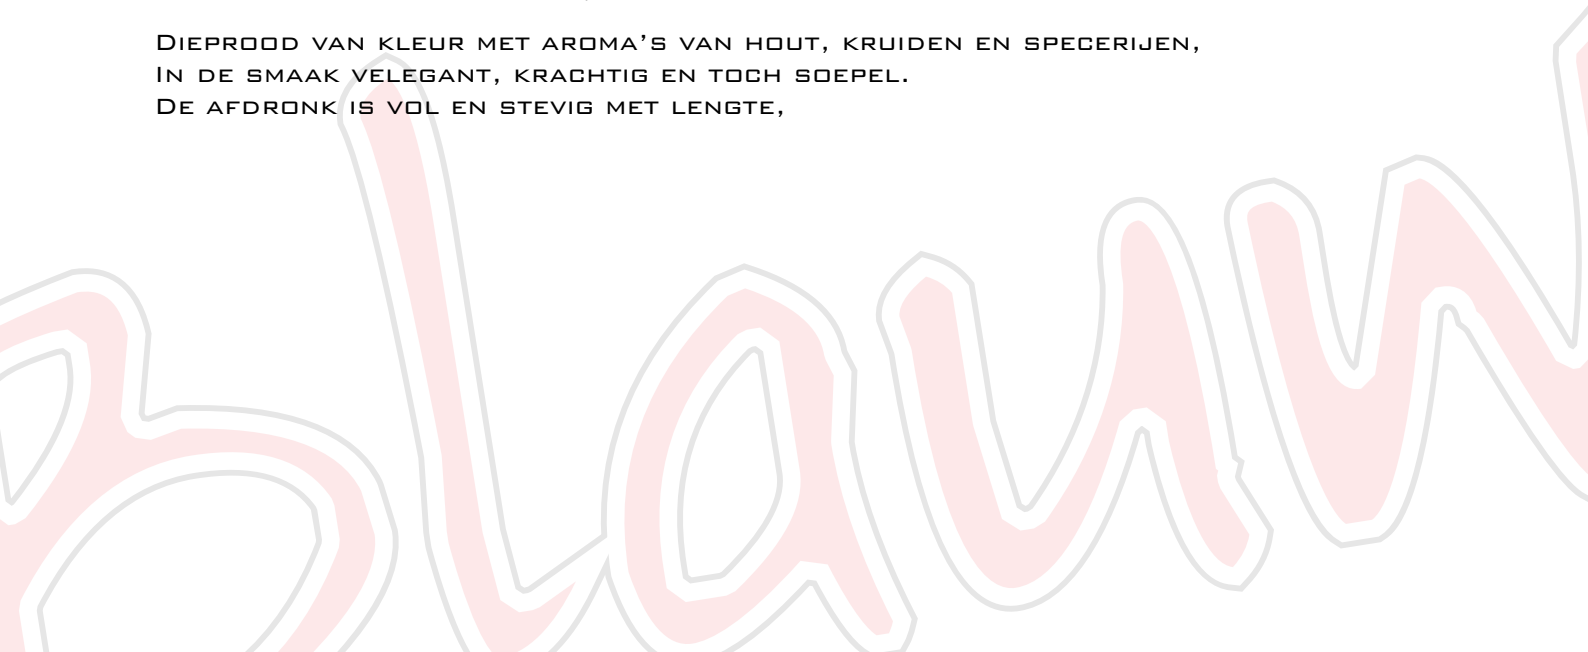 Dieprood van kleur met aroma's van hout, kruiden en specerijen,
In de smaak velegant, krachtig en toch soepel.
De afdronk is vol en stevig met lengte,
Blauw